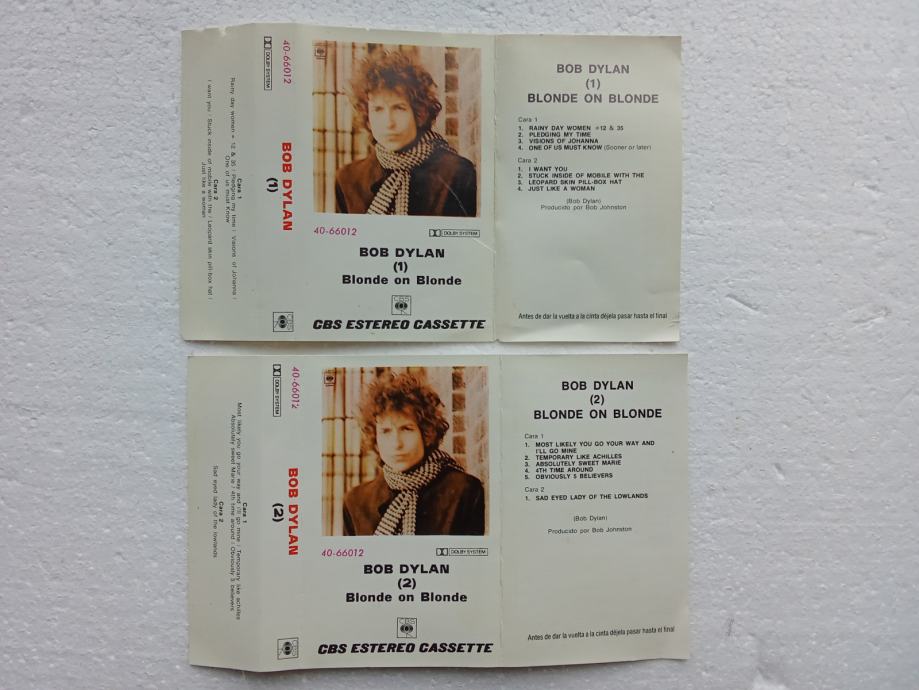 40-66012
DOLBY SYSTEM
Cara 1
Rainy day women = 12 & 35 / Pledging my time / Visions of Johanna /
One of us must Know
Cara 2
I want you / Stuck inside of mobile with the / Leopard skin pill-box hat /
Just like a woman
BOB DYLAN
(1)
CBS
40-66012
DOLBY SYSTEM
BOB DYLAN
(1)
Blonde on Blonde
CBS
CBS ESTEREO CASSETTE
BOB DYLAN
(1)
BLONDE ON BLONDE
Cara 1
1. RAINY DAY WOMEN =12 & 35
2. PLEDGING MY TIME
3. VISIONS OF JOHANNA
4. ONE OF US MUST KNOW (Sooner or later)
Cara 2
1. I WANT YOU
2. STUCK INSIDE OF MOBILE WITH THE
3. LEOPARD SKIN PILL-BOX HAT
4. JUST LIKE A WOMAN
(Bob Dylan)
Producido por Bob Johnston
Antes de dar la vuelta a la cinta déjela pasar hasta el final
40-66012
DOLBY SYSTEM
Cara 1
Most likely you go your way and i'll go mine / Temporary like achilles
Absolutely sweet Marie / 4th time around / Obviously 5 believers
Cara 2
Sad eyed lady of the lowlands
BOB DYLAN
(2)
40-66012
DOLBY SYSTEM
BOB DYLAN
(2)
Blonde on Blonde
CBS
CBS ESTEREO CASSETTE
BOB DYLAN
(2)
BLONDE ON BLONDE
Cara 1
1. MOST LIKELY YOU GO YOUR WAY AND
I'LL GO MINE
2. TEMPORARY LIKE ACHILLES
3. ABSOLUTELY SWEET MARIE
4. 4TH TIME AROUND
5. OBVIOUSLY 5 BELIEVERS
Cara 2
1. SAD EYED LADY OF THE LOWLANDS
(Bob Dylan)
Producido por Bob Johnston
Antes de dar la vuelta a la cinta déjela pasar hasta el final